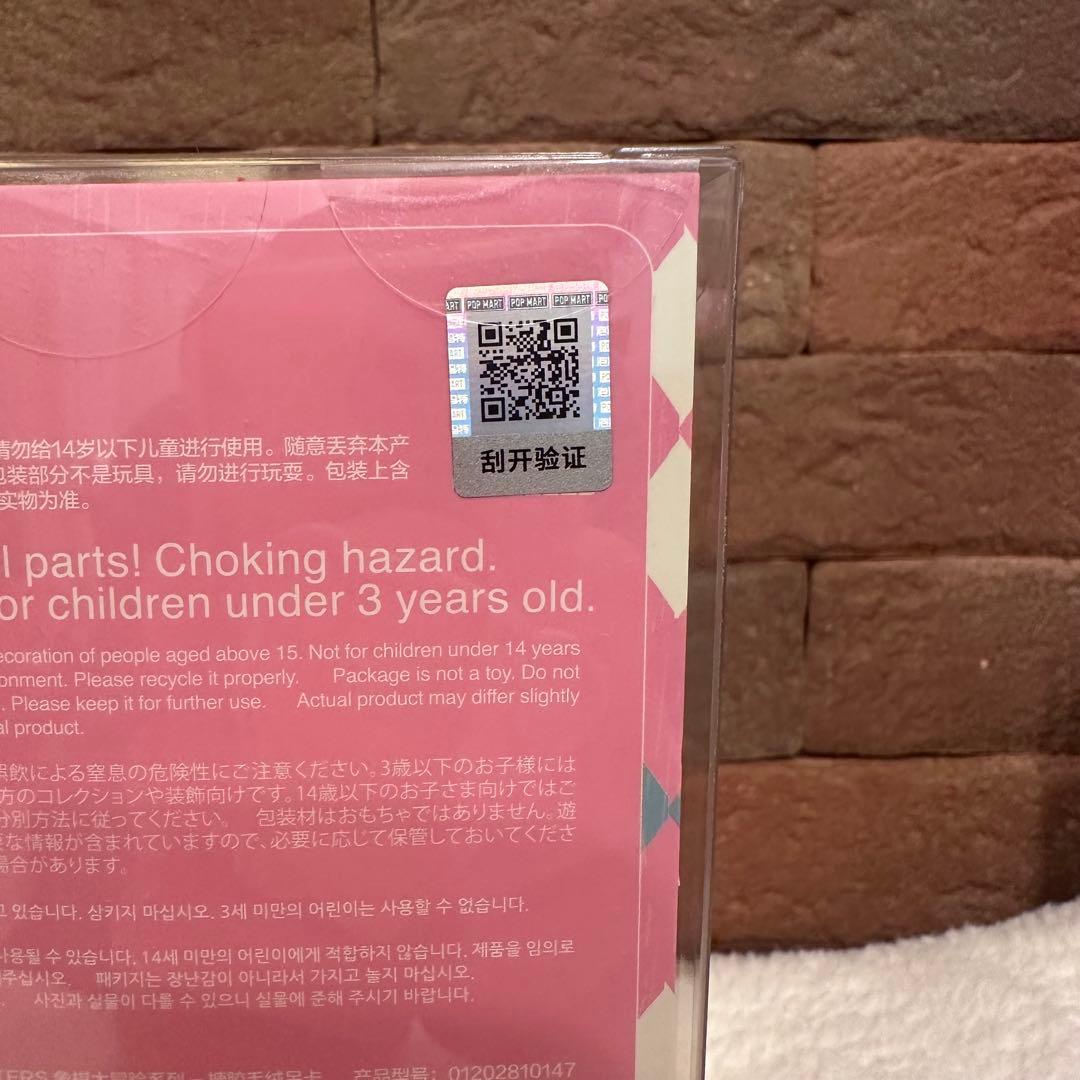 POP MART POP MART POP MART
刮开验证
请勿给14岁以下儿童进行使用。随意丢弃本产
包装部分不是玩具，请勿进行玩耍。包装上含
实物为准。
parts! Choking hazard.
for children under 3 years old.
of people aged above 15. Not for children under 14 years
Please recycle it properly. Package is not a toy. Do not
Please keep it for further use. Actual product may differ slightly
product.
誤飲による窒息の危険性にご注意ください。3歳以下のお子様には
方のコレクションや装飾向けです。14歳以下のお子さま向けではご
分別方法に従ってください。 包装材はおもちゃではありません。遊
な情報が含まれていますので、必要に応じて保管しておいてくださ
場合があります。
있습니다. 삼키지 마십시오. 3세 미만의 어린이는 사용할 수 없습니다.
사용될 수 있습니다. 14세 미만의 어린이에게 적합하지 않습니다. 제품을 임의로
주십시오. 패키지는 장난감이 아니라서 가지고 놀지 마십시오.
사진과 실물이 다를 수 있으니 실물에 준해 주시기 바랍니다.
产品型号：01202810147